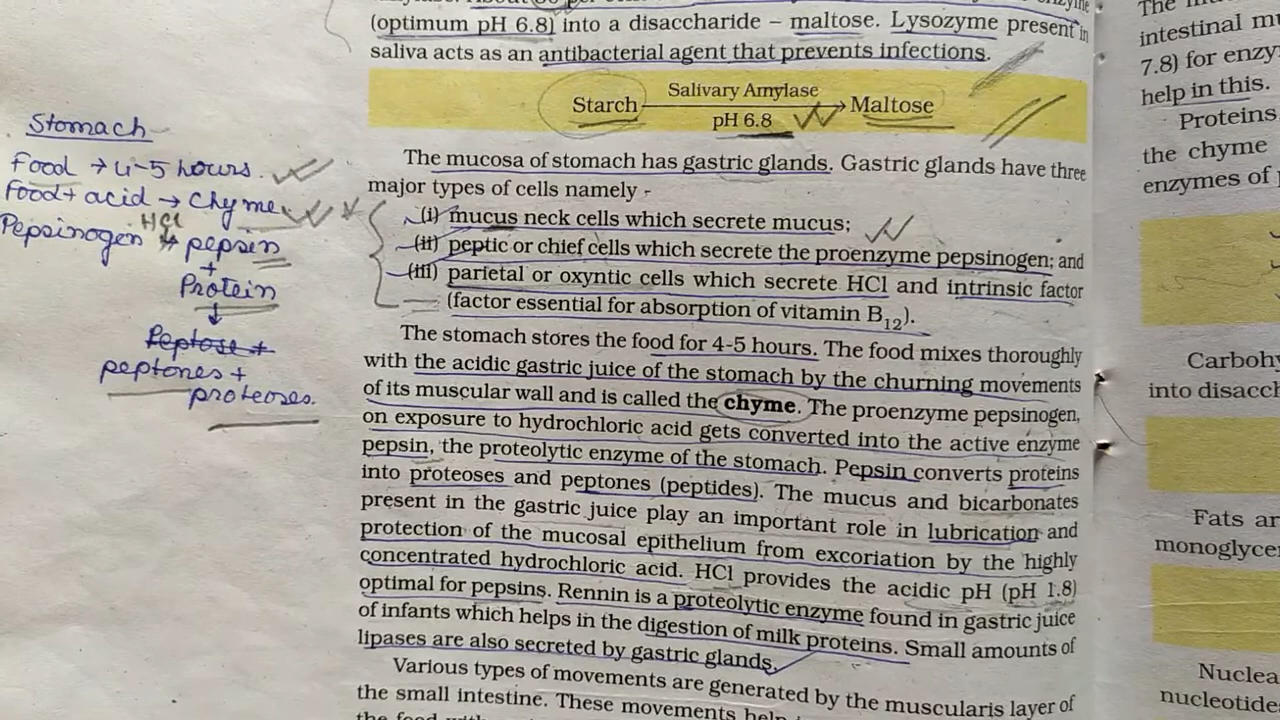 (optimum pH 6.8) into a disaccharide – maltose. Lysozyme present in
saliva acts as an antibacterial agent that prevents infections.
Salivary Amylase
Starch → Maltose
pH 6.8
The mucosa of stomach has gastric glands. Gastric glands have three
major types of cells namely -
(i) mucus neck cells which secrete mucus;
(ii) peptic or chief cells which secrete the proenzyme pepsinogen; and
(iii) parietal or oxyntic cells which secrete HCl and intrinsic factor
(factor essential for absorption of vitamin B₁₂).
The stomach stores the food for 4-5 hours. The food mixes thoroughly
with the acidic gastric juice of the stomach by the churning movements
of its muscular wall and is called the chyme. The proenzyme pepsinogen,
on exposure to hydrochloric acid gets converted into the active enzyme
pepsin, the proteolytic enzyme of the stomach. Pepsin converts proteins
into proteoses and peptones (peptides). The mucus and bicarbonates
present in the gastric juice play an important role in lubrication and
protection of the mucosal epithelium from excoriation by the highly
concentrated hydrochloric acid. HCl provides the acidic pH (pH 1.8)
optimal for pepsins. Rennin is a proteolytic enzyme found in gastric juice
of infants which helps in the digestion of milk proteins. Small amounts of
lipases are also secreted by gastric glands.
Various types of movements are generated by the muscularis layer of
the small intestine. These movements help
Stomach
Food → 4-5 hours.
Food + acid → Chyme
HCl
Pepsinogen → pepsin
+
Protein
↓
Peptose +
peptones +
proteoses.
The
intestinal
7.8) for
help in this.
Proteins
the chyme
enzymes of
into
Fats